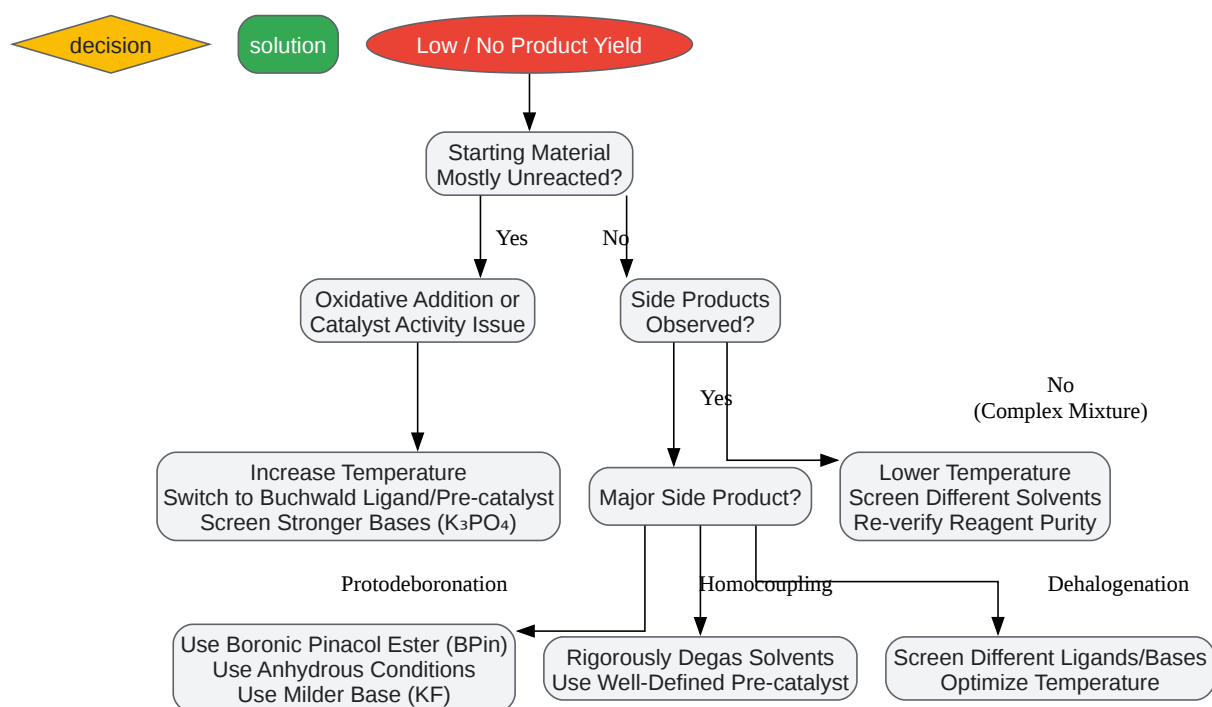 decision
solution
Low / No Product Yield
Starting Material
Mostly Unreacted?
Yes
No
Oxidative Addition or
Catalyst Activity Issue
Side Products
Observed?
Yes
No
(Complex Mixture)
Increase Temperature
Switch to Buchwald Ligand/Pre-catalyst
Screen Stronger Bases (K₃PO₄)
Major Side Product?
Lower Temperature
Screen Different Solvents
Re-verify Reagent Purity
Protodeboronation
Homocoupling
Dehalogenation
Use Boronic Pinacol Ester (BPin)
Use Anhydrous Conditions
Use Milder Base (KF)
Rigorously Degas Solvents
Use Well-Defined Pre-catalyst
Screen Different Ligands/Bases
Optimize Temperature